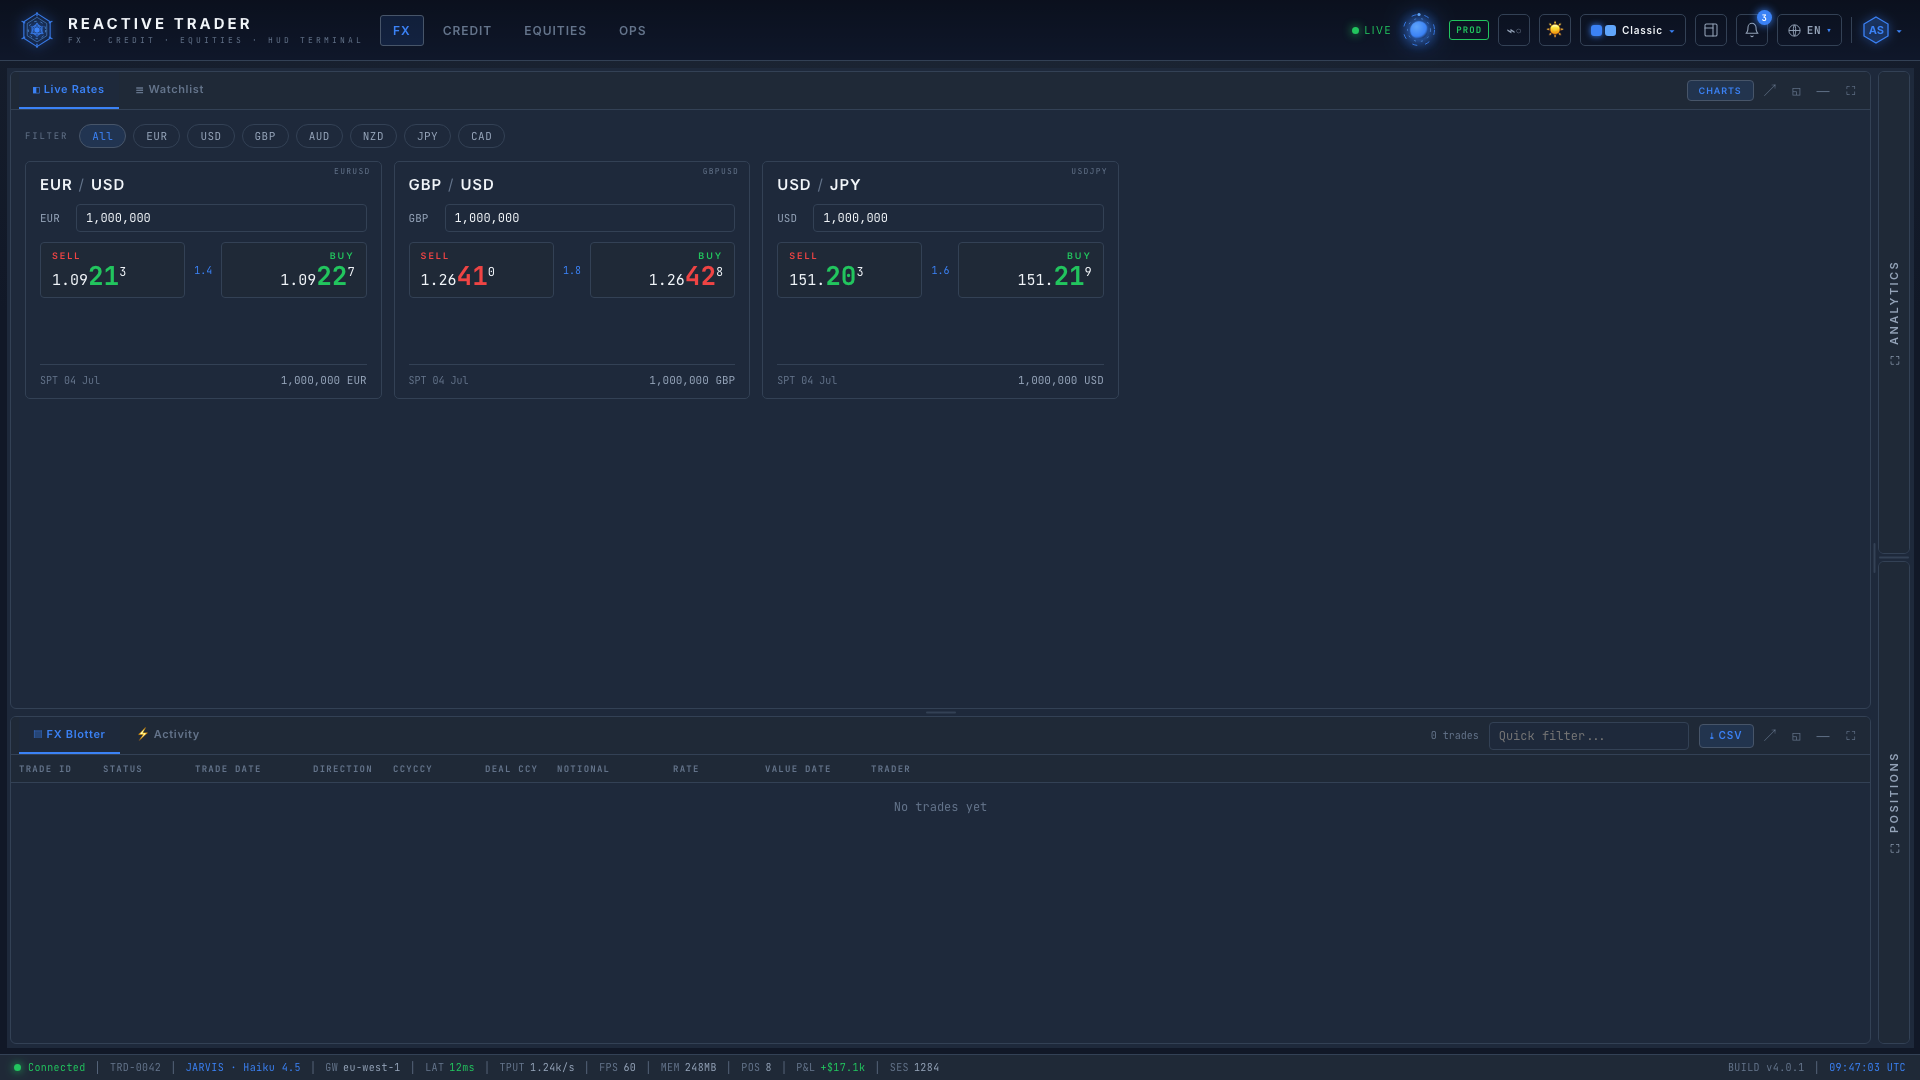 REACTIVE TRADER
FX · CREDIT · EQUITIES · HUD TERMINAL
FX CREDIT EQUITIES OPS
LIVE PROD Classic 3 EN AS
Live Rates Watchlist CHARTS
FILTER All EUR USD GBP AUD NZD JPY CAD
EURUSD
EUR / USD
EUR 1,000,000
SELL BUY
1.09213 1.4 1.09227
SPT 04 Jul 1,000,000 EUR
GBPUSD
GBP / USD
GBP 1,000,000
SELL BUY
1.26410 1.8 1.26428
SPT 04 Jul 1,000,000 GBP
USDJPY
USD / JPY
USD 1,000,000
SELL BUY
151.203 1.6 151.219
SPT 04 Jul 1,000,000 USD
ANALYTICS
POSITIONS
FX Blotter Activity 0 trades Quick filter... ↓ CSV
TRADE ID STATUS TRADE DATE DIRECTION CCYCCY DEAL CCY NOTIONAL RATE VALUE DATE TRADER
No trades yet
Connected TRD-0042 JARVIS · Haiku 4.5 GW eu-west-1 LAT 12ms TPUT 1.24k/s FPS 60 MEM 248MB POS 8 P&L +$17.1k SES 1284 BUILD v4.0.1 09:47:03 UTC